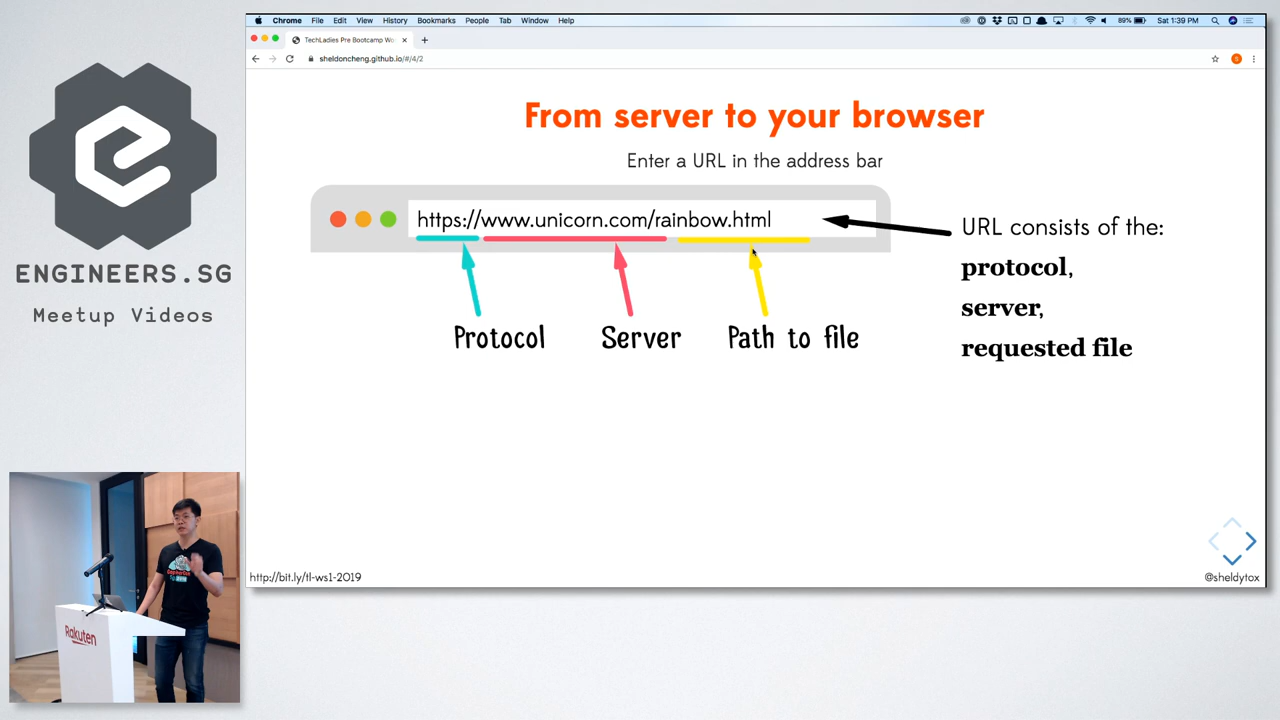 Chrome File Edit View History Bookmarks People Tab Window Help
89% Sat 1:39 PM
TechLadies Pre Bootcamp Wo
sheldoncheng.github.io/#/4/2
S
ENGINEERS.SG
Meetup Videos
From server to your browser
Enter a URL in the address bar
https://www.unicorn.com/rainbow.html
Protocol
Server
Path to file
URL consists of the:
protocol,
server,
requested file
http://bit.ly/tl-ws1-2019
@sheldytox
Rakuten